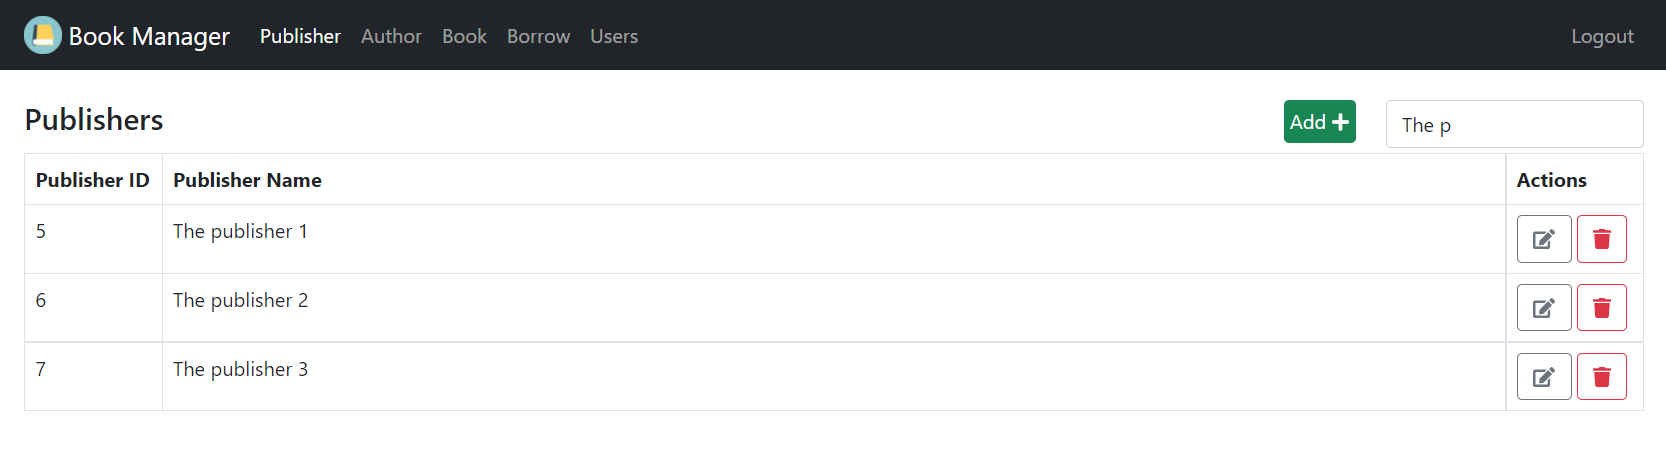 Book Manager Publisher Author Book Borrow Users Logout
Publishers Add The p
Publisher ID Publisher Name Actions
5 The publisher 1
6 The publisher 2
7 The publisher 3